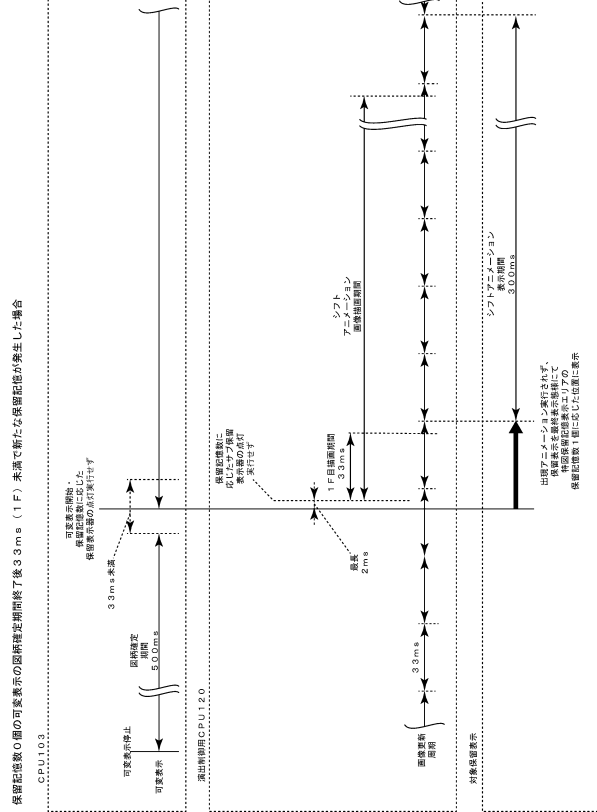 保留記憶数０個の可変表示の図柄確定期間終了後３３ｍｓ（１Ｆ）未満で新たな保留記憶が発生した場合
ＣＰＵ１０３
可変表示停止
可変表示
図柄確定
期間
５００ｍｓ
３３ｍｓ未満
可変表示開始・
保留記憶数に応じた
保留表示器の点灯実行せず
演出制御用ＣＰＵ１２０
保留記憶数に
応じたサブ保留
表示器の点灯
実行せず
最長
２ｍｓ
１Ｆ目描画期間
３３ｍｓ
シフト
アニメーション
画像描画期間
画像更新
周期
３３ｍｓ
対象保留表示
シフトアニメーション
表示期間
３００ｍｓ
出現アニメーション実行されず、
保留表示を最終表示態様にて
特図保留記憶表示エリアの
保留記憶数１個に応じた位置に表示